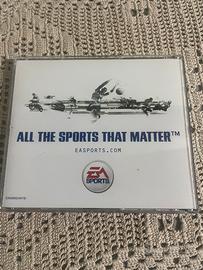 ALL THE SPORTS THAT MATTER™
EASPORTS.COM
EA
SPORTS